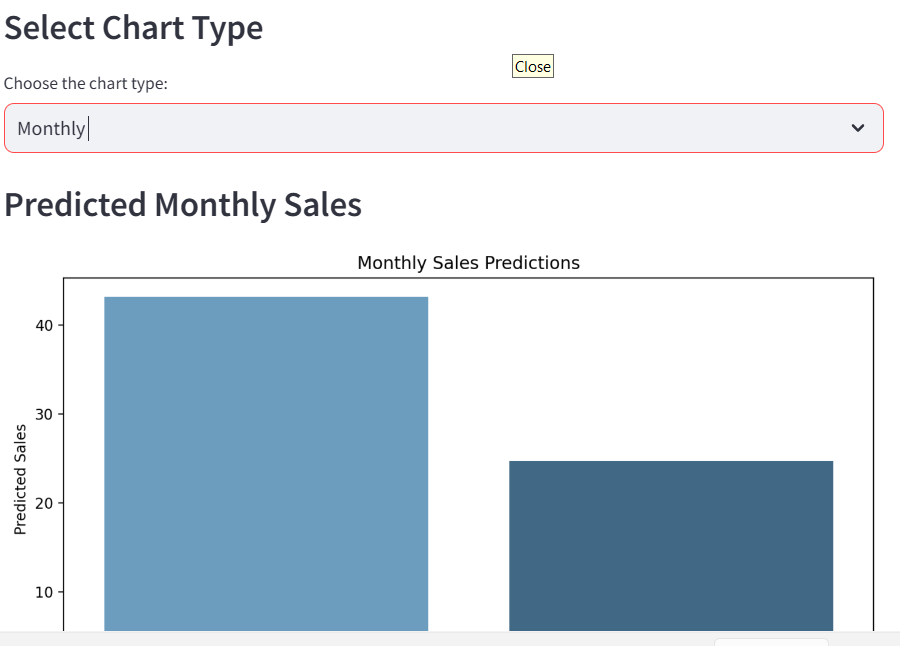 Select Chart Type
Close
Choose the chart type:
Monthly
Predicted Monthly Sales
Monthly Sales Predictions
40
30
20
10
Predicted Sales